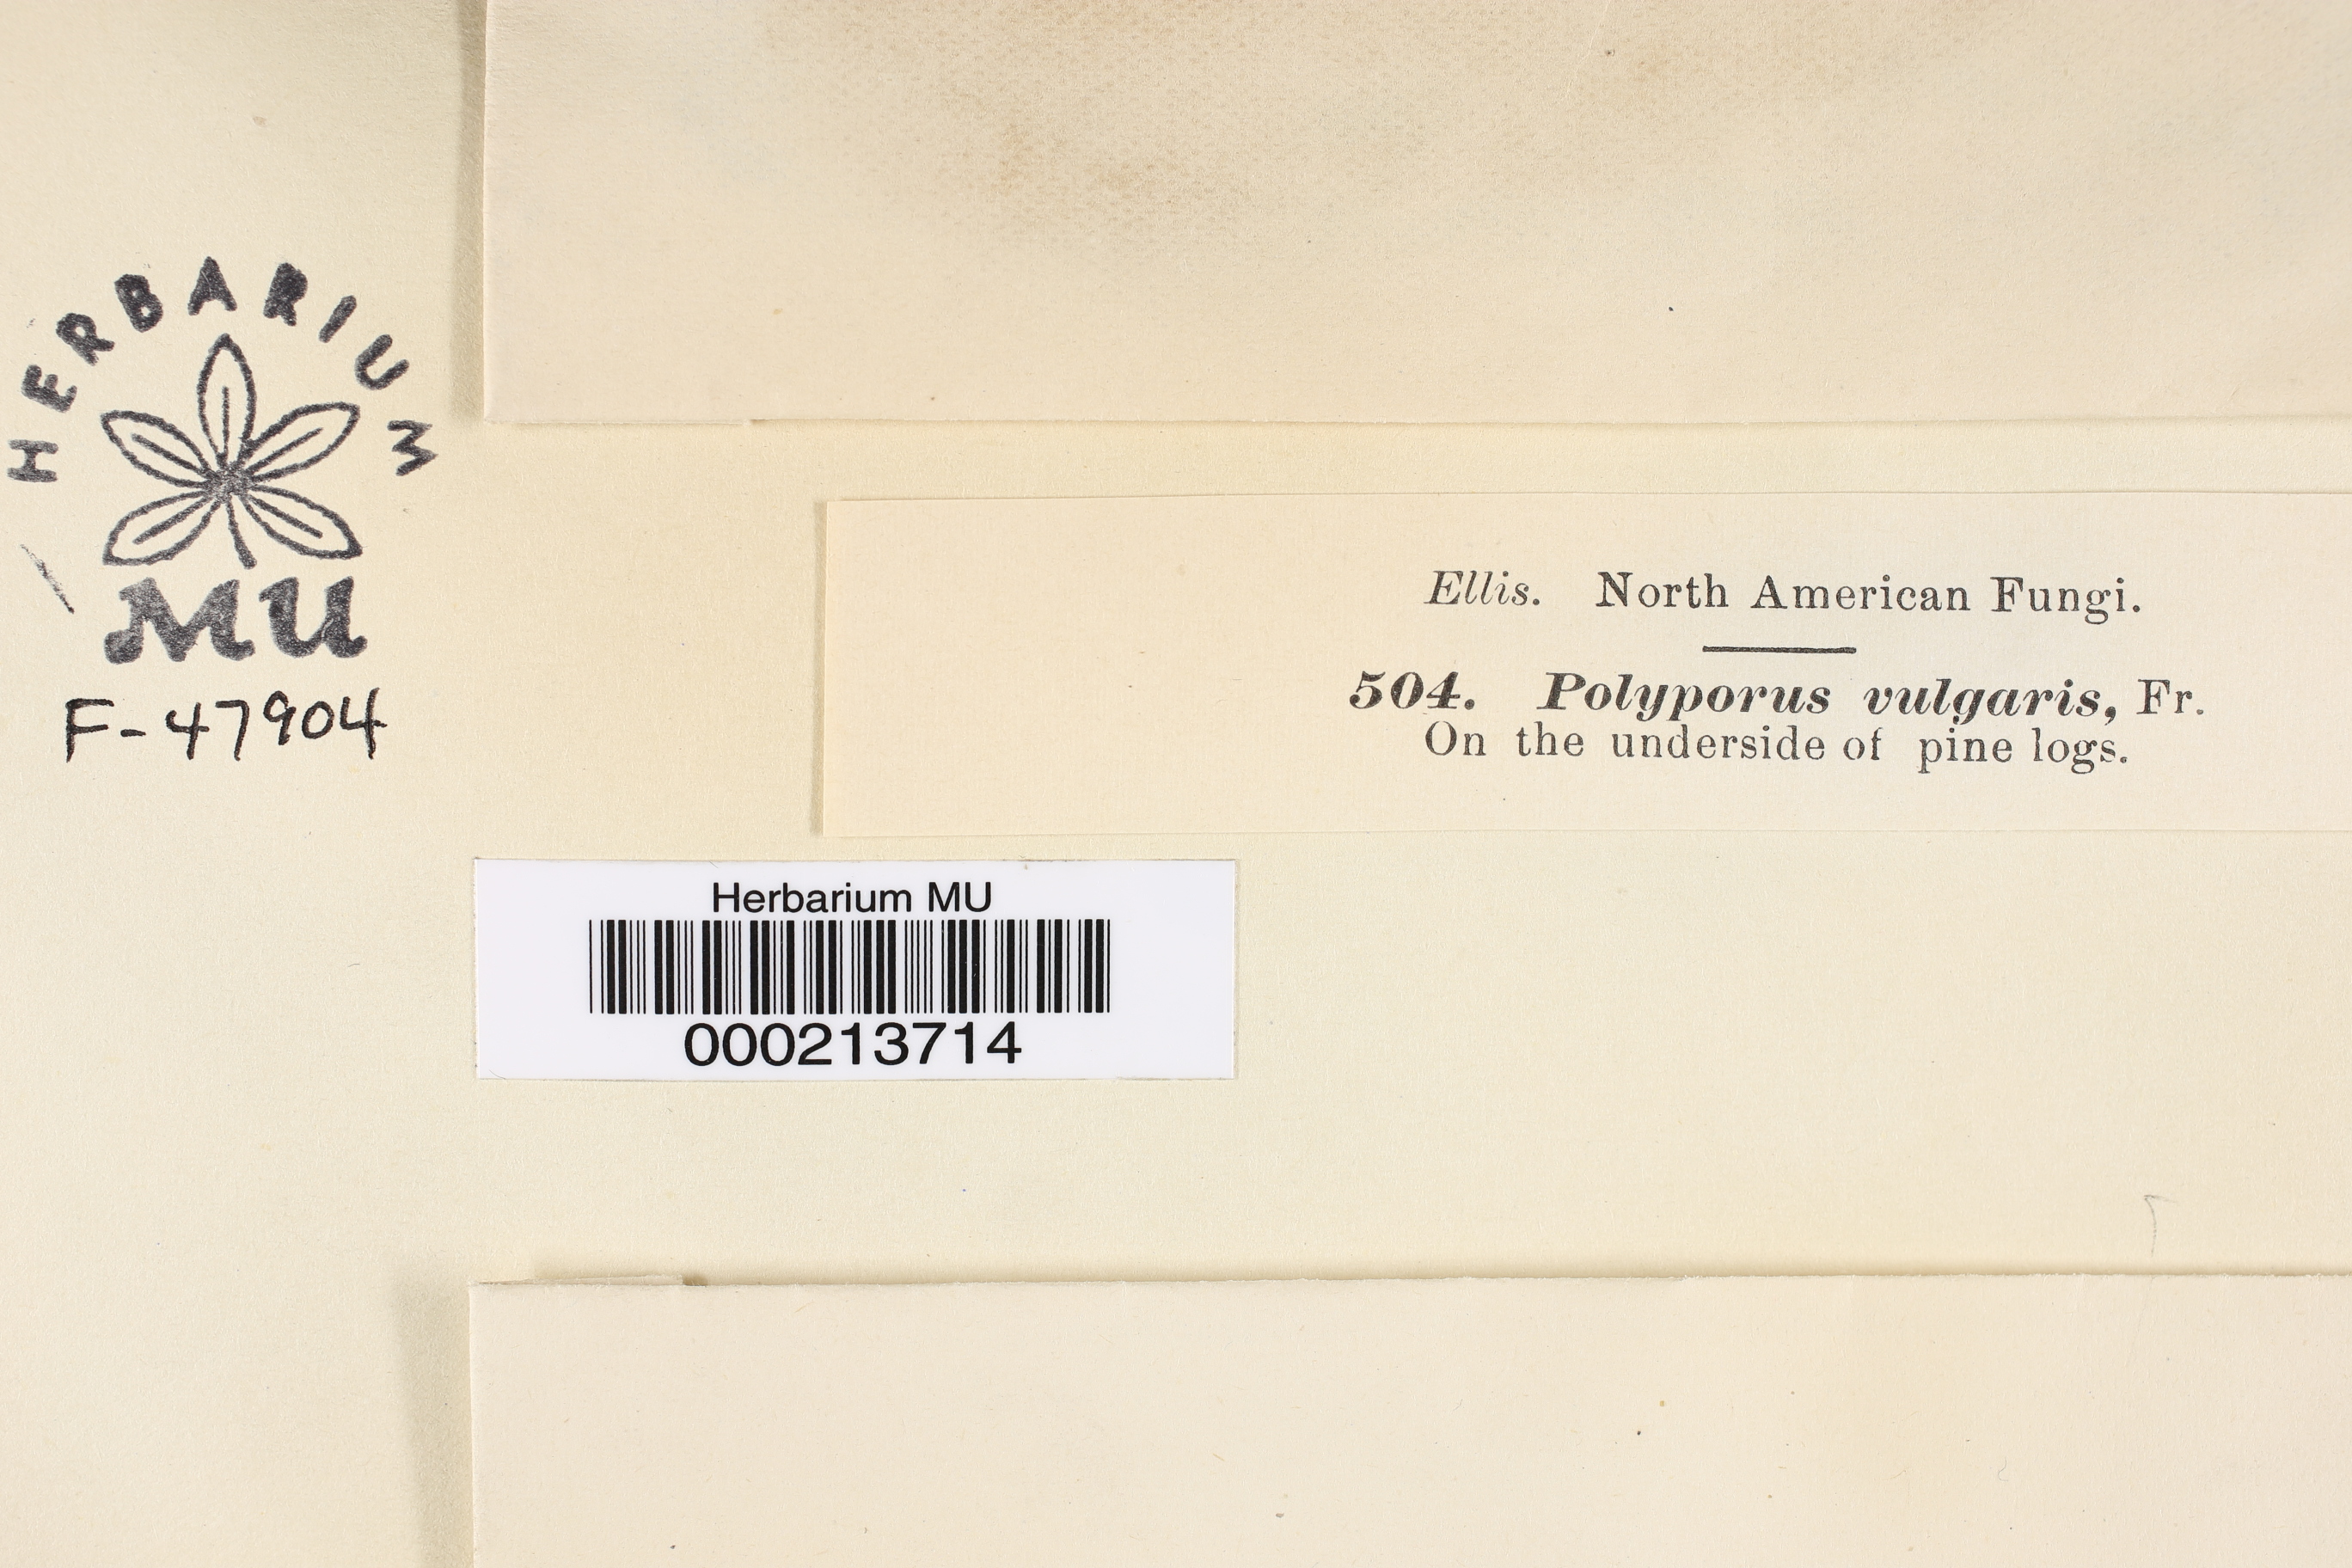 HERBARIUM
MU
F-47904
Ellis. North American Fungi.
504. Polyporus vulgaris, Fr.
On the underside of pine logs.
Herbarium MU
000213714